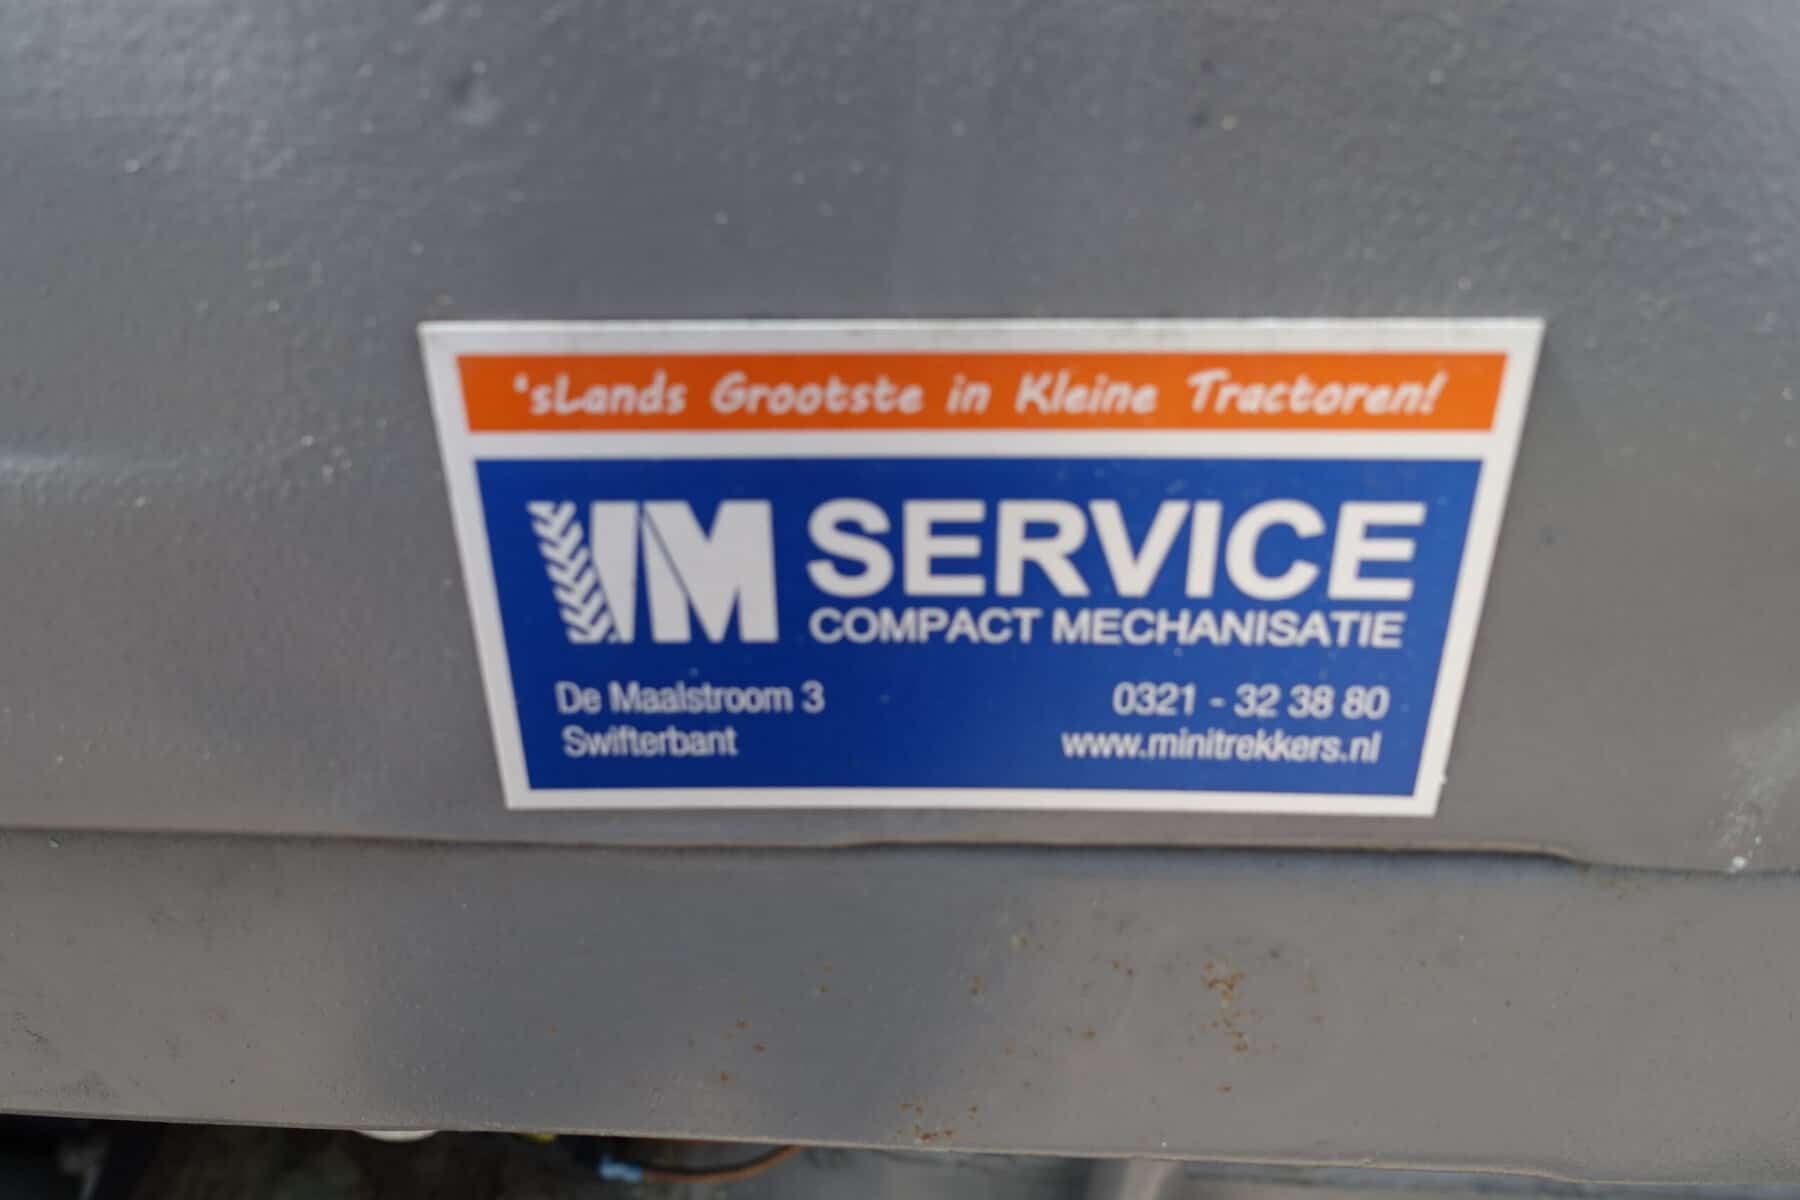 'sLands Grootste in Kleine Tractoren!
IM SERVICE
COMPACT MECHANISATIE
De Maalstroom 3
Swifterbant
0321 - 32 38 80
www.minitrekkers.nl